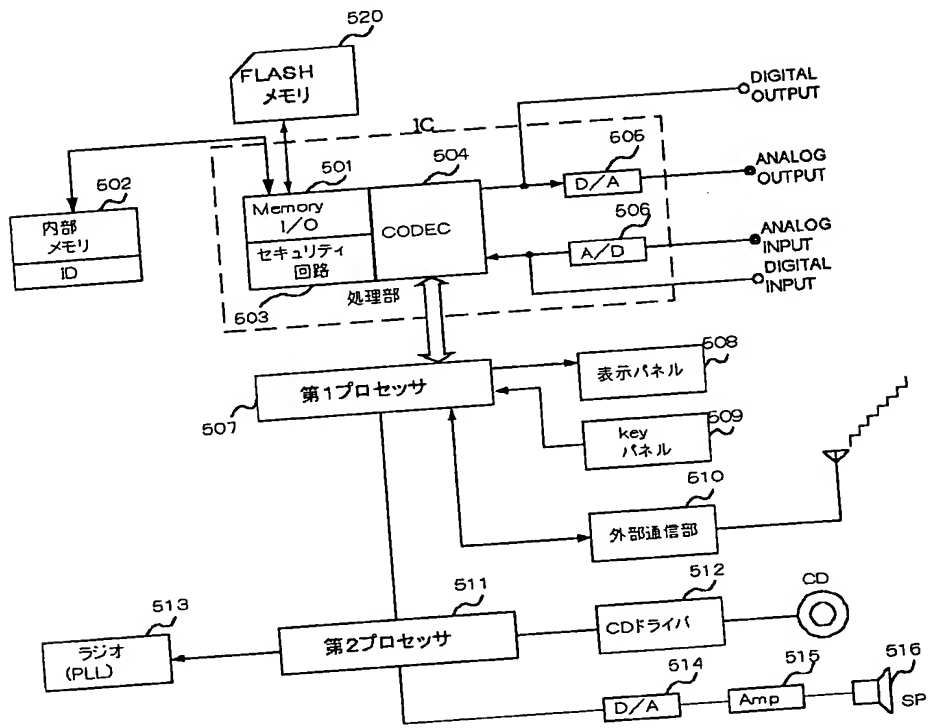 520
FLASH
メモリ
DIGITAL
OUTPUT
IC
502
501
504
505
D/A
ANALOG
OUTPUT
内部
メモリ
ID
Memory
I/O
セキュリティ
回路
CODEC
506
A/D
ANALOG
INPUT
DIGITAL
INPUT
503
処理部
508
第1プロセッサ
表示パネル
507
509
key
パネル
510
外部通信部
513
511
512
CD
ラジオ
(PLL)
第2プロセッサ
CDドライバ
514
515
516
D/A
Amp
SP